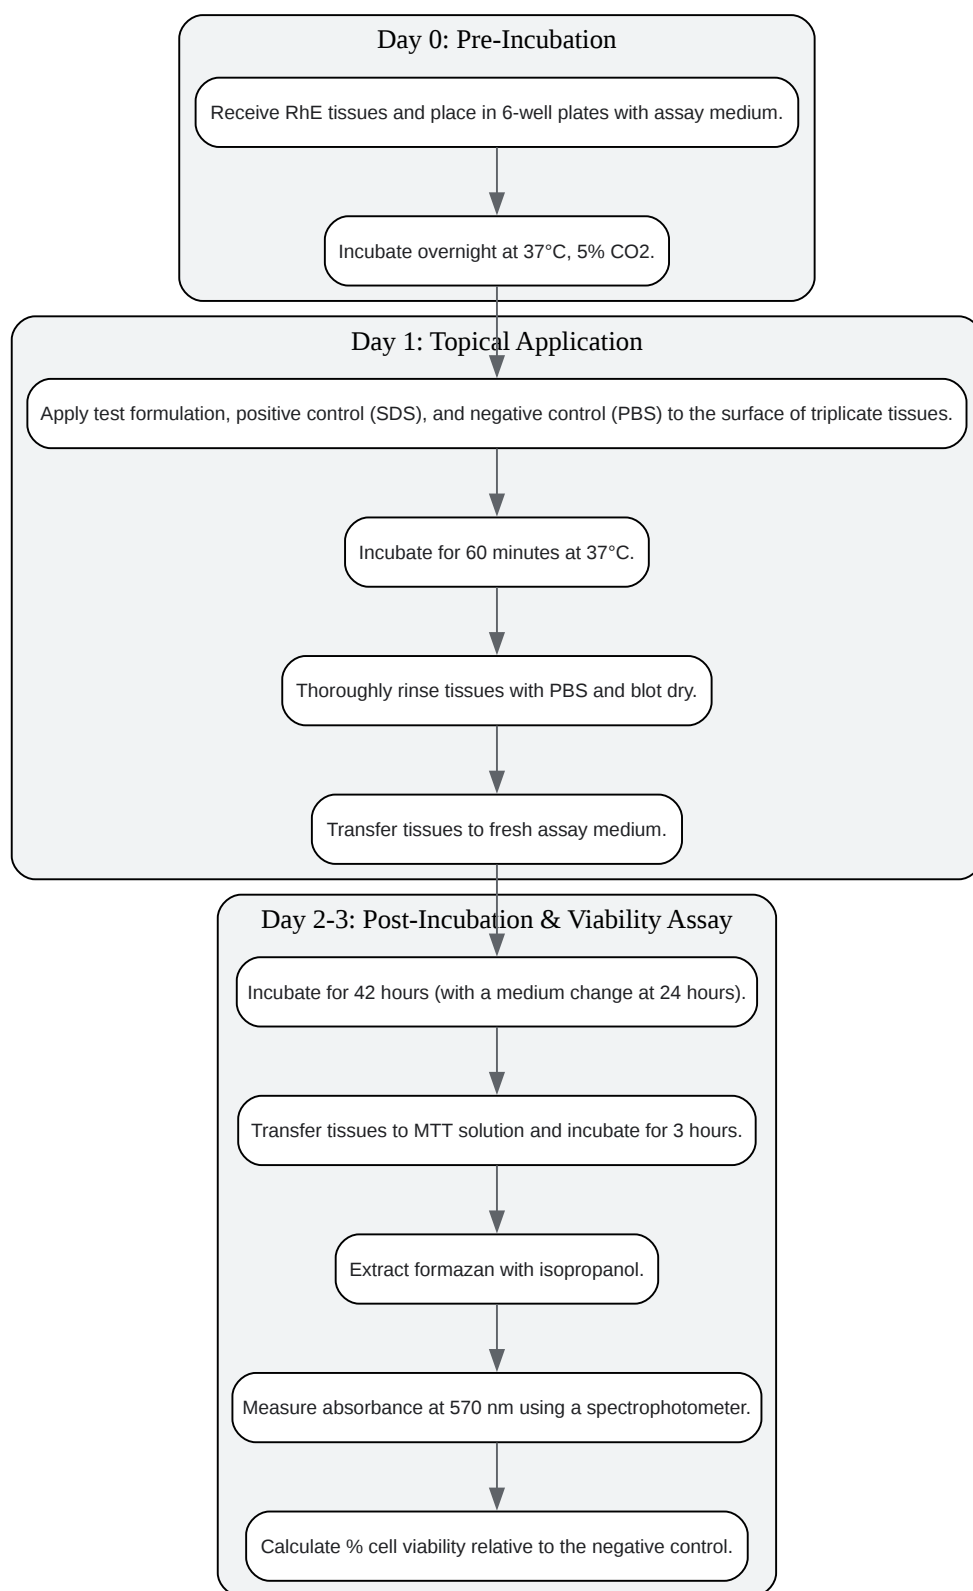 Day 0: Pre-Incubation
Receive RhE tissues and place in 6-well plates with assay medium.
Incubate overnight at 37°C, 5% CO2.
Day 1: Topical Application
Apply test formulation, positive control (SDS), and negative control (PBS) to the surface of triplicate tissues.
Incubate for 60 minutes at 37°C.
Thoroughly rinse tissues with PBS and blot dry.
Transfer tissues to fresh assay medium.
Day 2-3: Post-Incubation & Viability Assay
Incubate for 42 hours (with a medium change at 24 hours).
Transfer tissues to MTT solution and incubate for 3 hours.
Extract formazan with isopropanol.
Measure absorbance at 570 nm using a spectrophotometer.
Calculate % cell viability relative to the negative control.